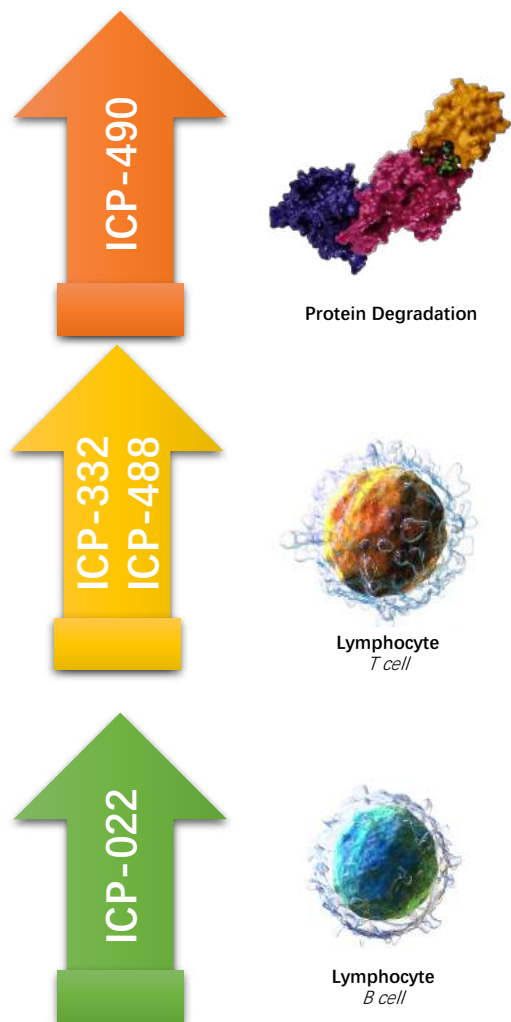 ICP-490
Protein Degradation
ICP-332
ICP-488
Lymphocyte
T cell
ICP-022
Lymphocyte
B cell